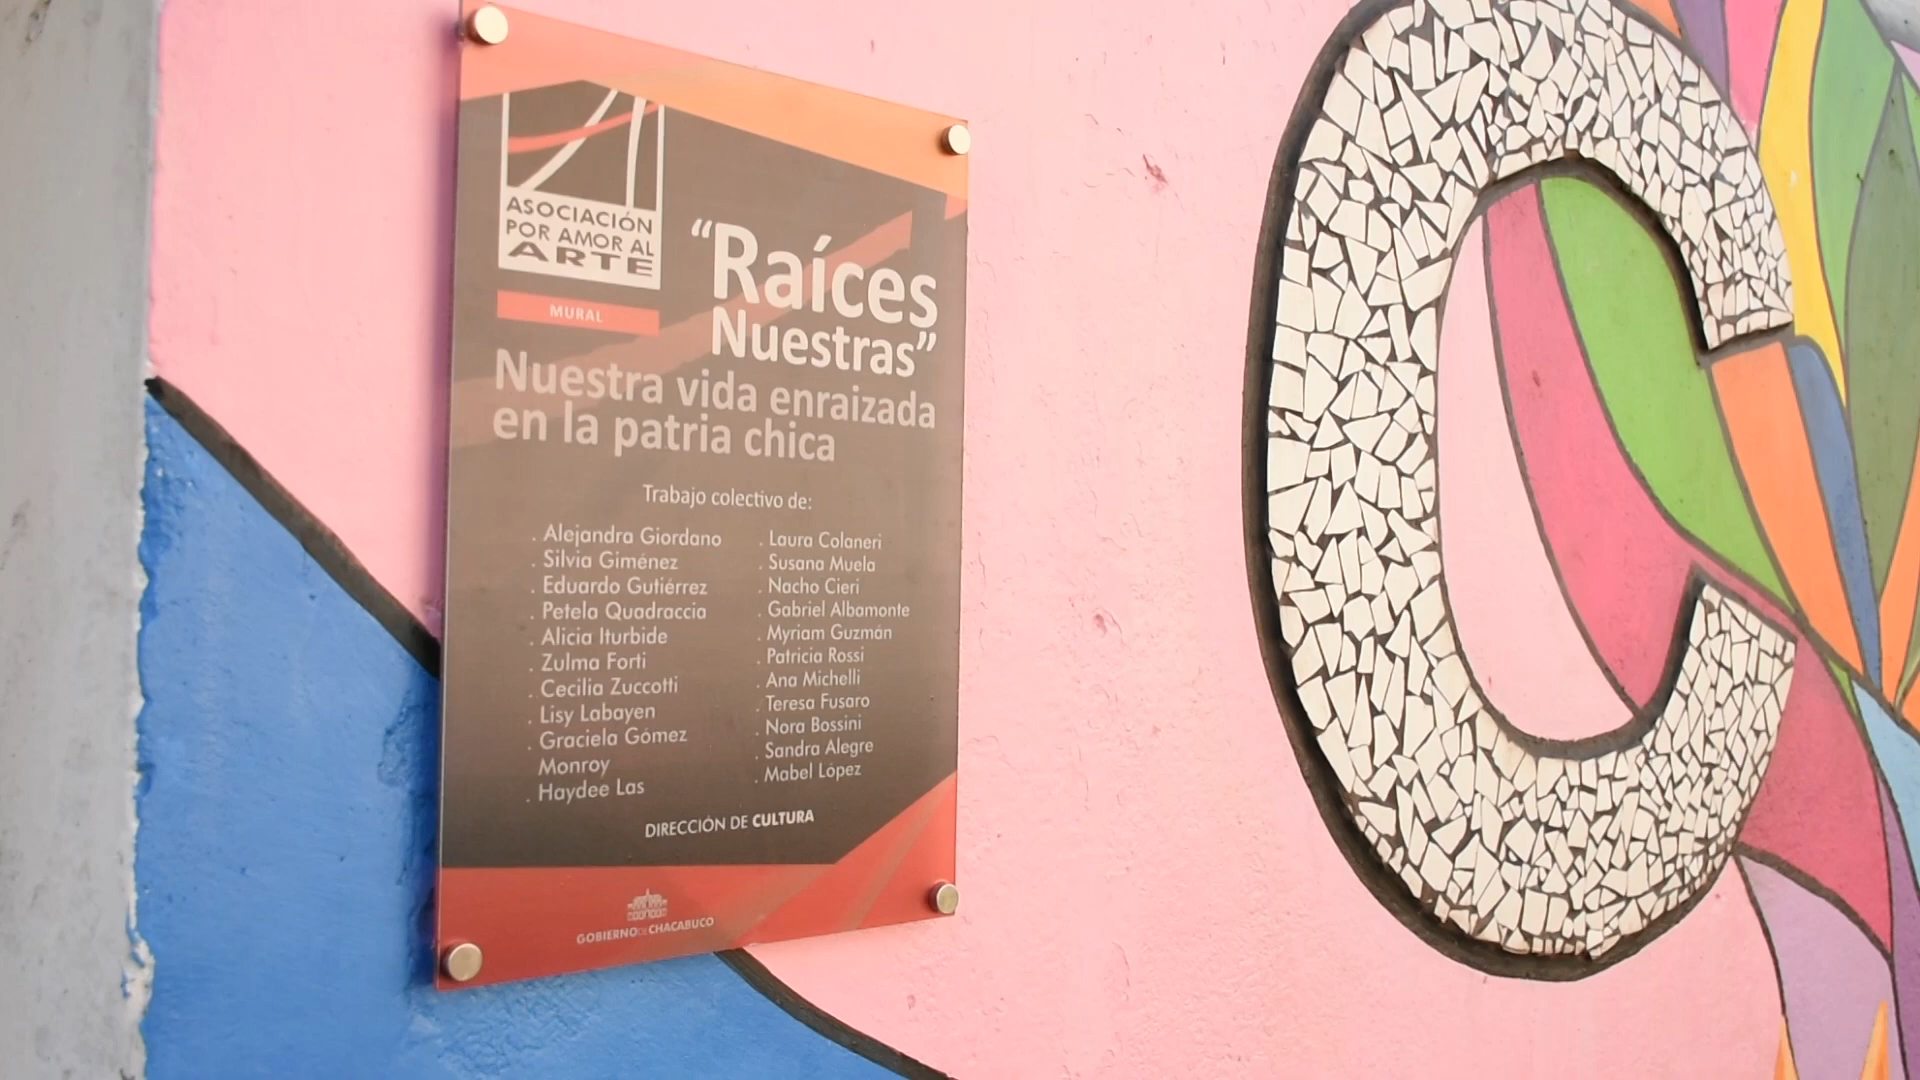 ASOCIACIÓN
POR AMOR AL
ARTE
MURAL
“Raíces
Nuestras”
Nuestra vida enraizada
en la patria chica
Trabajo colectivo de:
. Alejandra Giordano
. Silvia Giménez
. Eduardo Gutiérrez
. Petela Quadraccia
. Alicia Iturbide
. Zulma Forti
. Cecilia Zuccotti
. Lisy Labayen
. Graciela Gómez
Monroy
. Haydee Las
. Laura Colaneri
. Susana Muela
. Nacho Cieri
. Gabriel Albamonte
. Myriam Guzmán
. Patricia Rossi
. Ana Michelli
. Teresa Fusaro
. Nora Bossini
. Sandra Alegre
. Mabel López
DIRECCIÓN DE CULTURA
GOBIERNO DE CHACABUCO
C